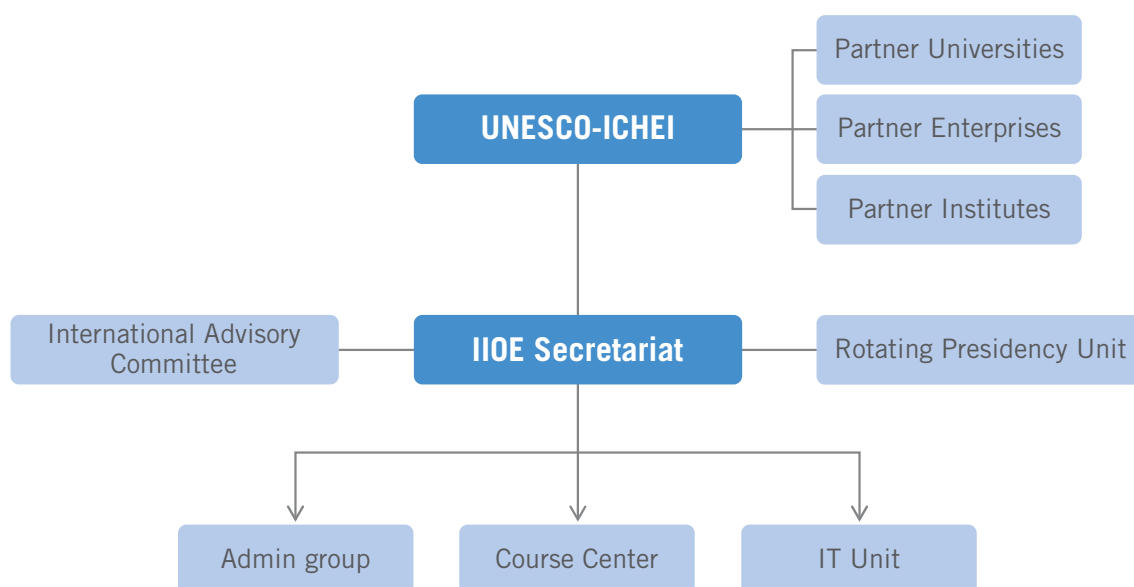 Partner Universities
UNESCO-ICHEI
Partner Enterprises
Partner Institutes
International Advisory
Committee
IIOE Secretariat
Rotating Presidency Unit
Admin group
Course Center
IT Unit